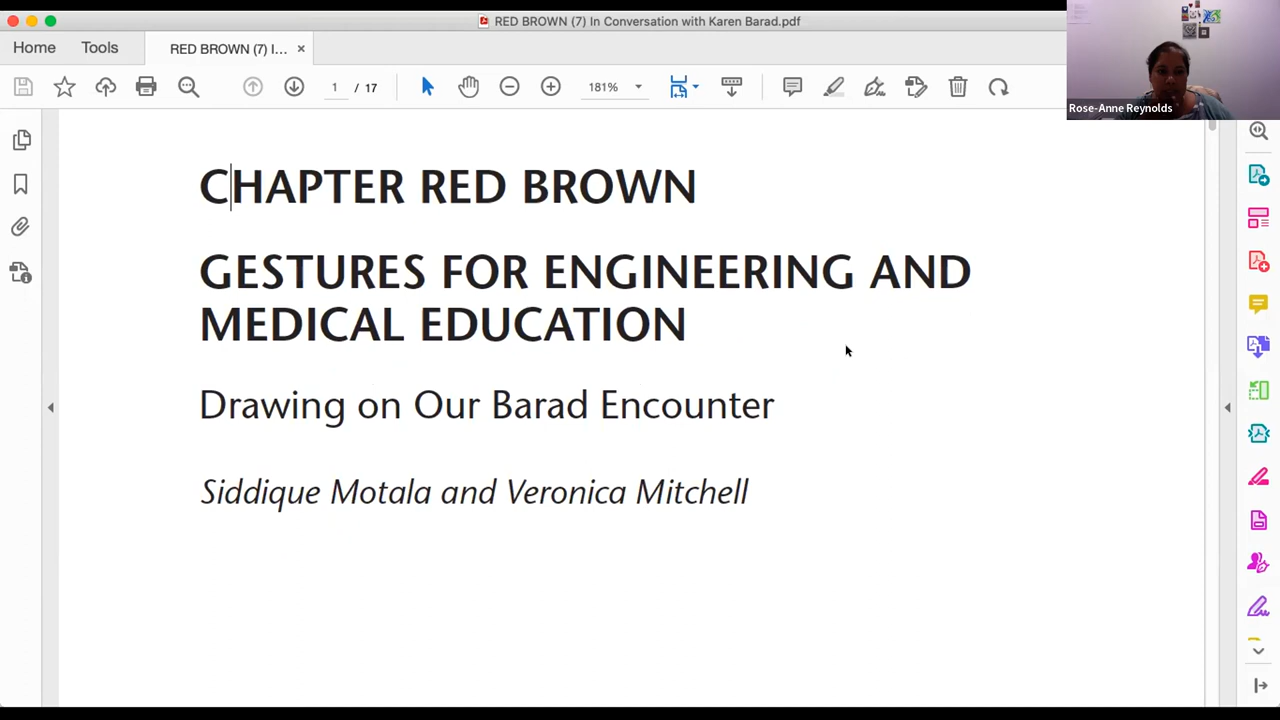 RED BROWN (7) In Conversation with Karen Barad.pdf
Home
Tools
RED BROWN (7) I...
1 / 17
181%
Rose-Anne Reynolds
CHAPTER RED BROWN
GESTURES FOR ENGINEERING AND
MEDICAL EDUCATION
Drawing on Our Barad Encounter
Siddique Motala and Veronica Mitchell